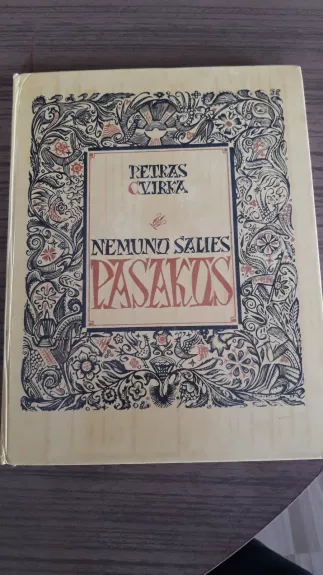 PETRAS
CVIRKA
NEMUNO ŠALIES
PASAKOS